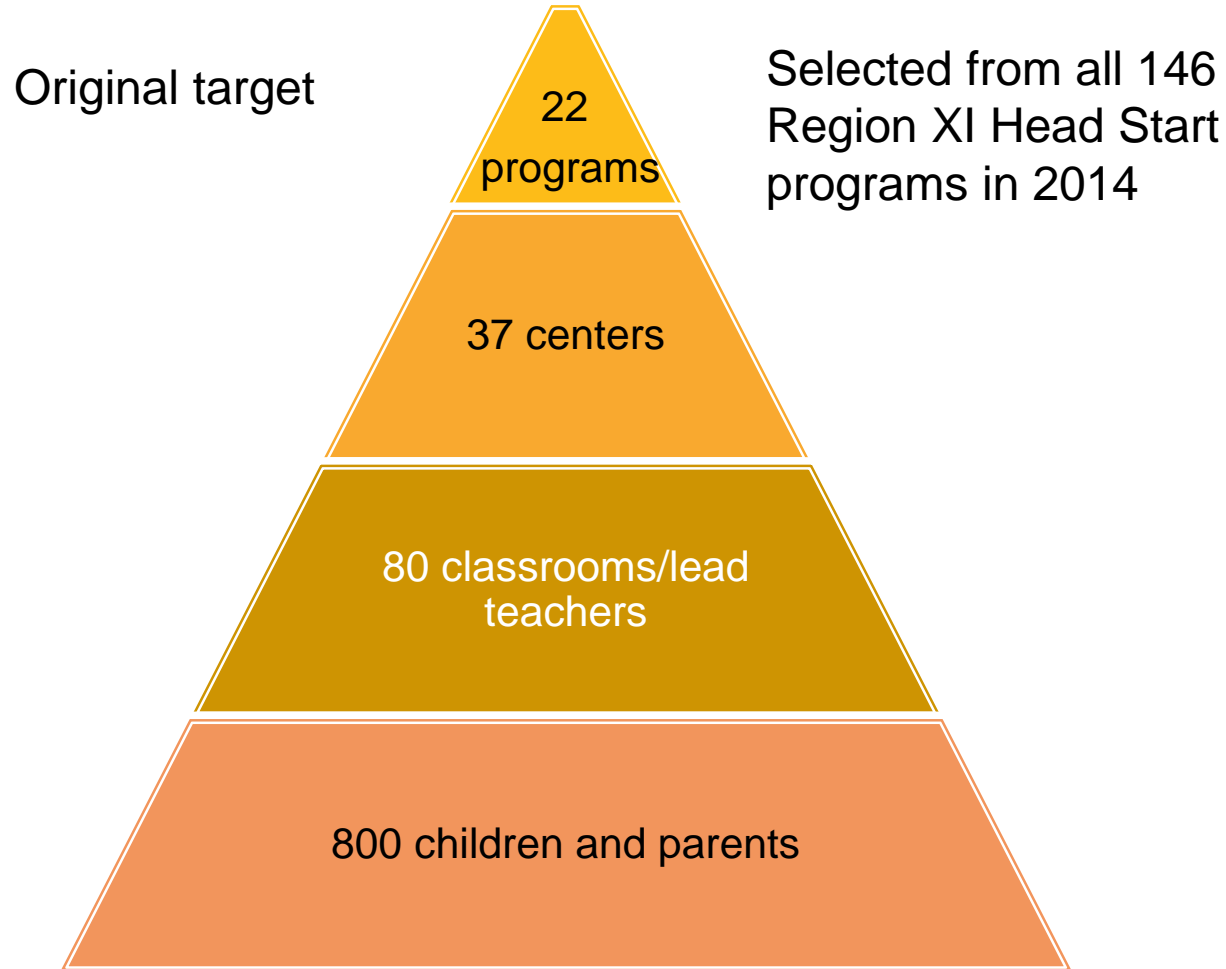 Original target
Selected from all 146
Region XI Head Start
programs in 2014
22
programs
37 centers
80 classrooms/lead
teachers
800 children and parents